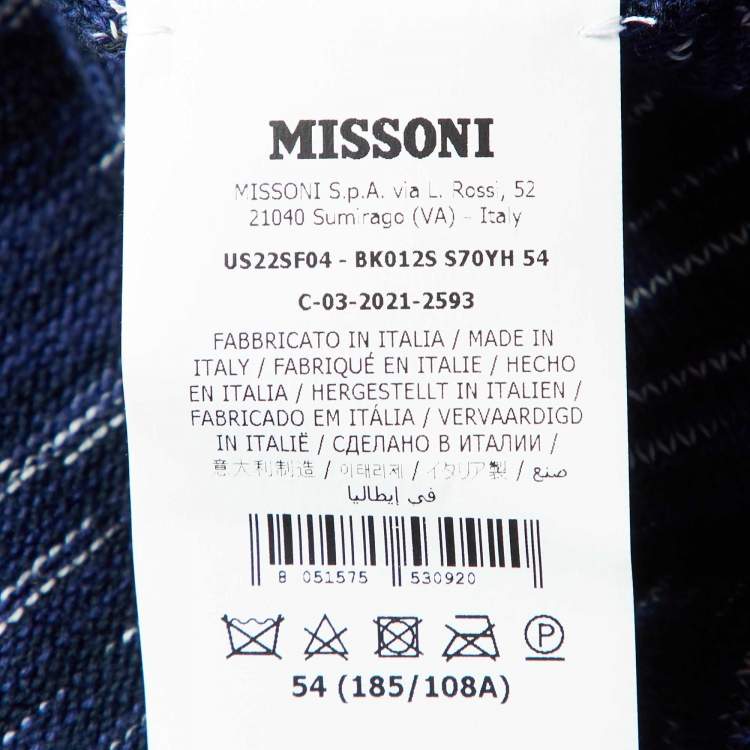 MISSONI
MISSONI S.p.A. via L. Rossi, 52
21040 Sumirago (VA) - Italy
US22SF04 - BK012S S70YH 54
C-03-2021-2593
FABBRICATO IN ITALIA / MADE IN
ITALY / FABRIQUÉ EN ITALIE / HECHO
EN ITALIA / HERGESTELLT IN ITALIEN /
FABRICADO EM ITÁLIA / VERVAARDIGD
IN ITALIË / СДЕЛАНО В ИТАЛИИ /
意大利制造 / 이태리제 / イタリア製 / صنع
في إيطاليا
8 051575 530920
P
54 (185/108A)